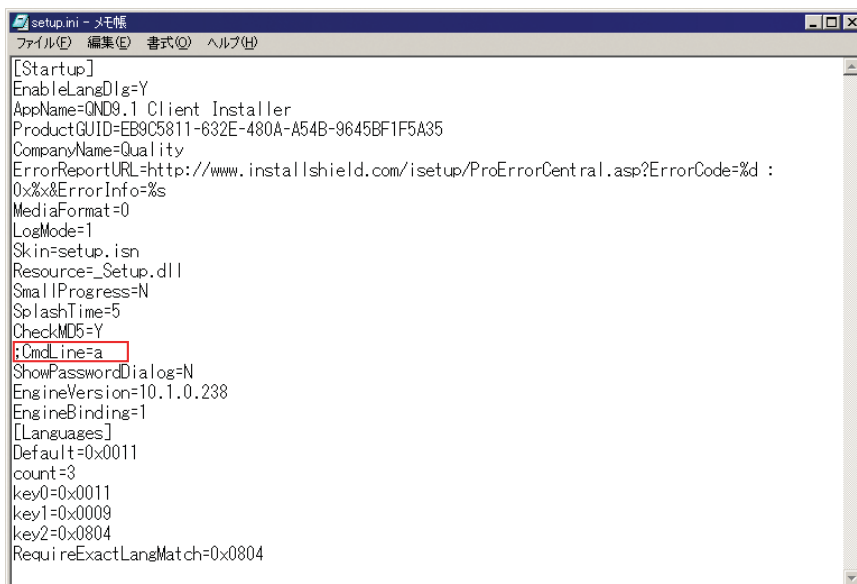 setup.ini - メモ帳
ファイル(F) 編集(E) 書式(O) ヘルプ(H)
[Startup]
EnableLangDlg=Y
AppName=QND9.1 Client Installer
ProductGUID=EB9C5811-632E-480A-A54B-9645BF1F5A35
CompanyName=Quality
ErrorReportURL=http://www.installshield.com/isetup/ProErrorCentral.asp?ErrorCode=%d :
0x%x&ErrorInfo=%s
MediaFormat=0
LogMode=1
Skin=setup.isn
Resource=_Setup.dll
SmallProgress=N
SplashTime=5
CheckMD5=Y
;CmdLine=a
ShowPasswordDialog=N
EngineVersion=10.1.0.238
EngineBinding=1
[Languages]
Default=0x0011
count=3
key0=0x0011
key1=0x0009
key2=0x0804
RequireExactLangMatch=0x0804